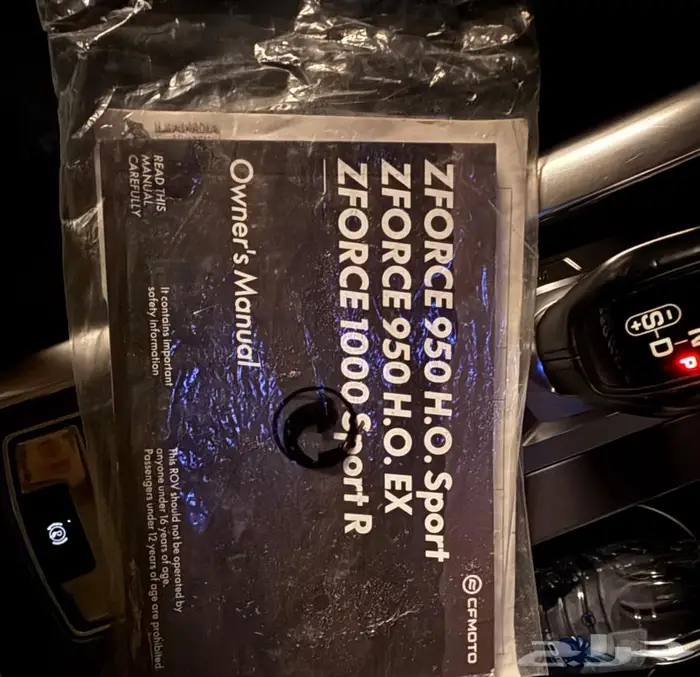 CFMOTO
ZFORCE 950 H.O. Sport
ZFORCE 950 H.O. EX
ZFORCE 1000 Sport R
Owner's Manual
READ THIS
MANUAL
CAREFULLY
It contains important
safety information
This ROV should not be operated by
anyone under 16 years of age.
Passengers under 12 years of age are prohibited
P
D
S
+
−
حراج